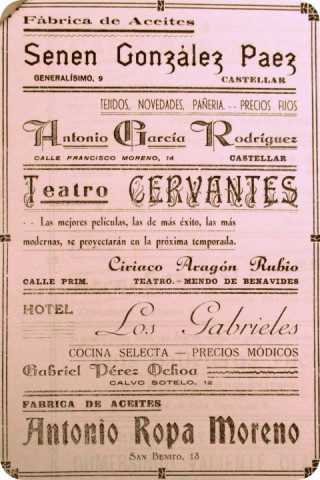 Fábrica de Aceites
Senen González Paez
GENERALÍSIMO, 9 CASTELLAR
TEJIDOS, NOVEDADES, PAÑERIA. -- PRECIOS FIJOS
Antonio García Rodríguez
CALLE FRANCISCO MORENO, 14 CASTELLAR
Teatro CERVANTES
-- Las mejores películas, las de más éxito, las más
modernas, se proyectarán en la próxima temporada.
Ciriaco Aragón Rubio
CALLE PRIM. TEATRO.-MENDO DE BENAVIDES
HOTEL Los Gabrieles
COCINA SELECTA — PRECIOS MÓDICOS
Gabriel Pérez Ochoa
CALVO SOTELO, 12
FABRICA DE ACEITES
Antonio Ropa Moreno
SAN BENITO, 13